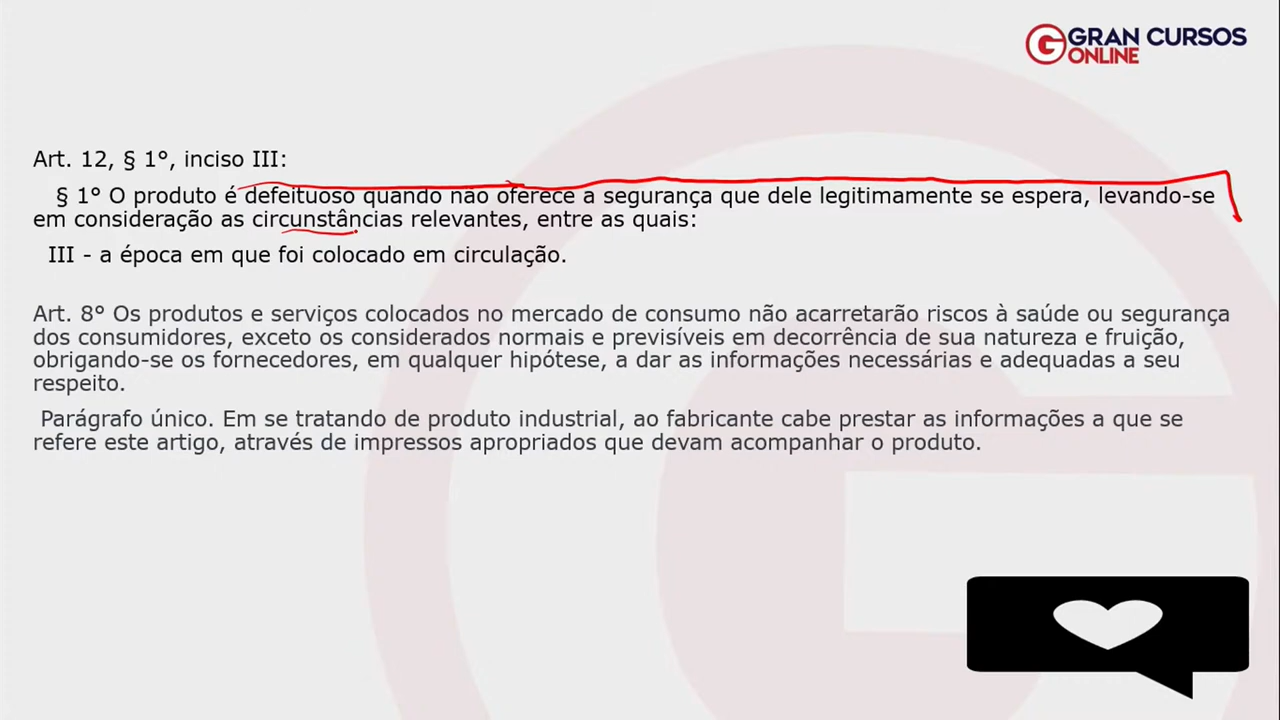 GRAN CURSOS
ONLINE
Art. 12, § 1°, inciso III:
§ 1° O produto é defeituoso quando não oferece a segurança que dele legitimamente se espera, levando-se
em consideração as circunstâncias relevantes, entre as quais:
III - a época em que foi colocado em circulação.
Art. 8° Os produtos e serviços colocados no mercado de consumo não acarretarão riscos à saúde ou segurança
dos consumidores, exceto os considerados normais e previsíveis em decorrência de sua natureza e fruição,
obrigando-se os fornecedores, em qualquer hipótese, a dar as informações necessárias e adequadas a seu
respeito.
Parágrafo único. Em se tratando de produto industrial, ao fabricante cabe prestar as informações a que se
refere este artigo, através de impressos apropriados que devam acompanhar o produto.